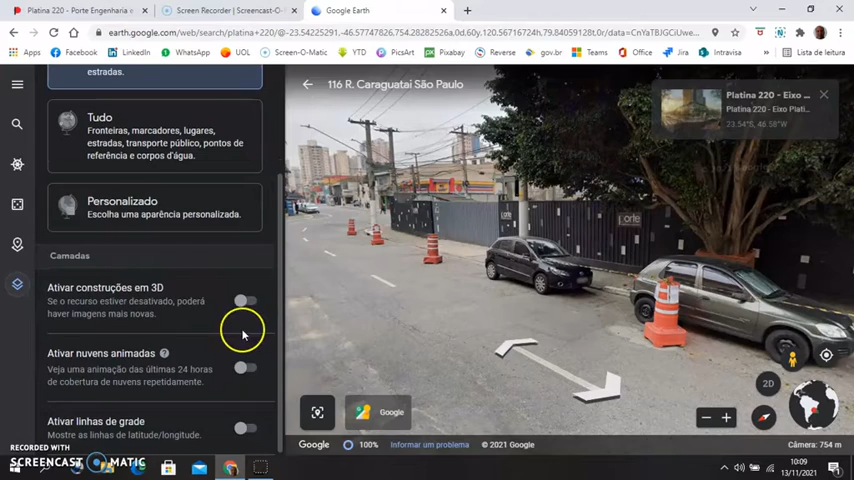 Platina 220 – Porte Engenharia e
Screen Recorder | Screencast-O-
Google Earth
earth.google.com/web/search/platina+220/@-23.54225291,-46.57747826,754.28282526a,0d,60y,120.56716724h,79.84059128t,0r/data=CnYaTBJGCiUwe...
Apps
Facebook
LinkedIn
WhatsApp
UOL
Screen-O-Matic
YTD
PicsArt
Pixabay
Reverse
gov.br
Teams
Office
Jira
Intravisa
Lista de leitura
estradas.
Tudo
Fronteiras, marcadores, lugares,
estradas, transporte público, pontos de
referência e corpos d'água.
Personalizado
Escolha uma aparência personalizada.
Camadas
Ativar construções em 3D
Se o recurso estiver desativado, poderá
haver imagens mais novas.
Ativar nuvens animadas
Veja uma animação das últimas 24 horas
de cobertura de nuvens repetidamente.
Ativar linhas de grade
Mostre as linhas de latitude/longitude.
116 R. Caraguataí São Paulo
Platina 220 - Eixo ...
Platina 220 - Eixo Plati...
23.54°S, 46.58°W
porte
2D
Google
Google
100%
Informar um problema
© 2021 Google
Câmera: 754 m
RECORDED WITH
SCREENCAST MATIC
10:09
13/11/2021